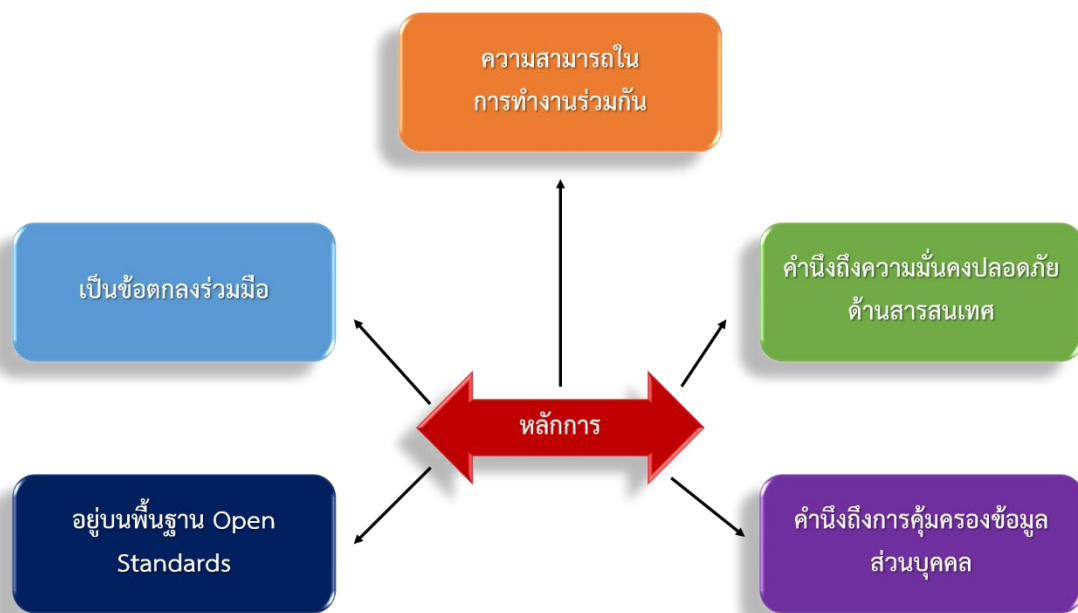 ความสามารถใน
การทำงานร่วมกัน
เป็นข้อตกลงร่วมมือ
คำนึงถึงความมั่นคงปลอดภัย
ด้านสารสนเทศ
หลักการ
อยู่บนพื้นฐาน Open
Standards
คำนึงถึงการคุ้มครองข้อมูล
ส่วนบุคคล